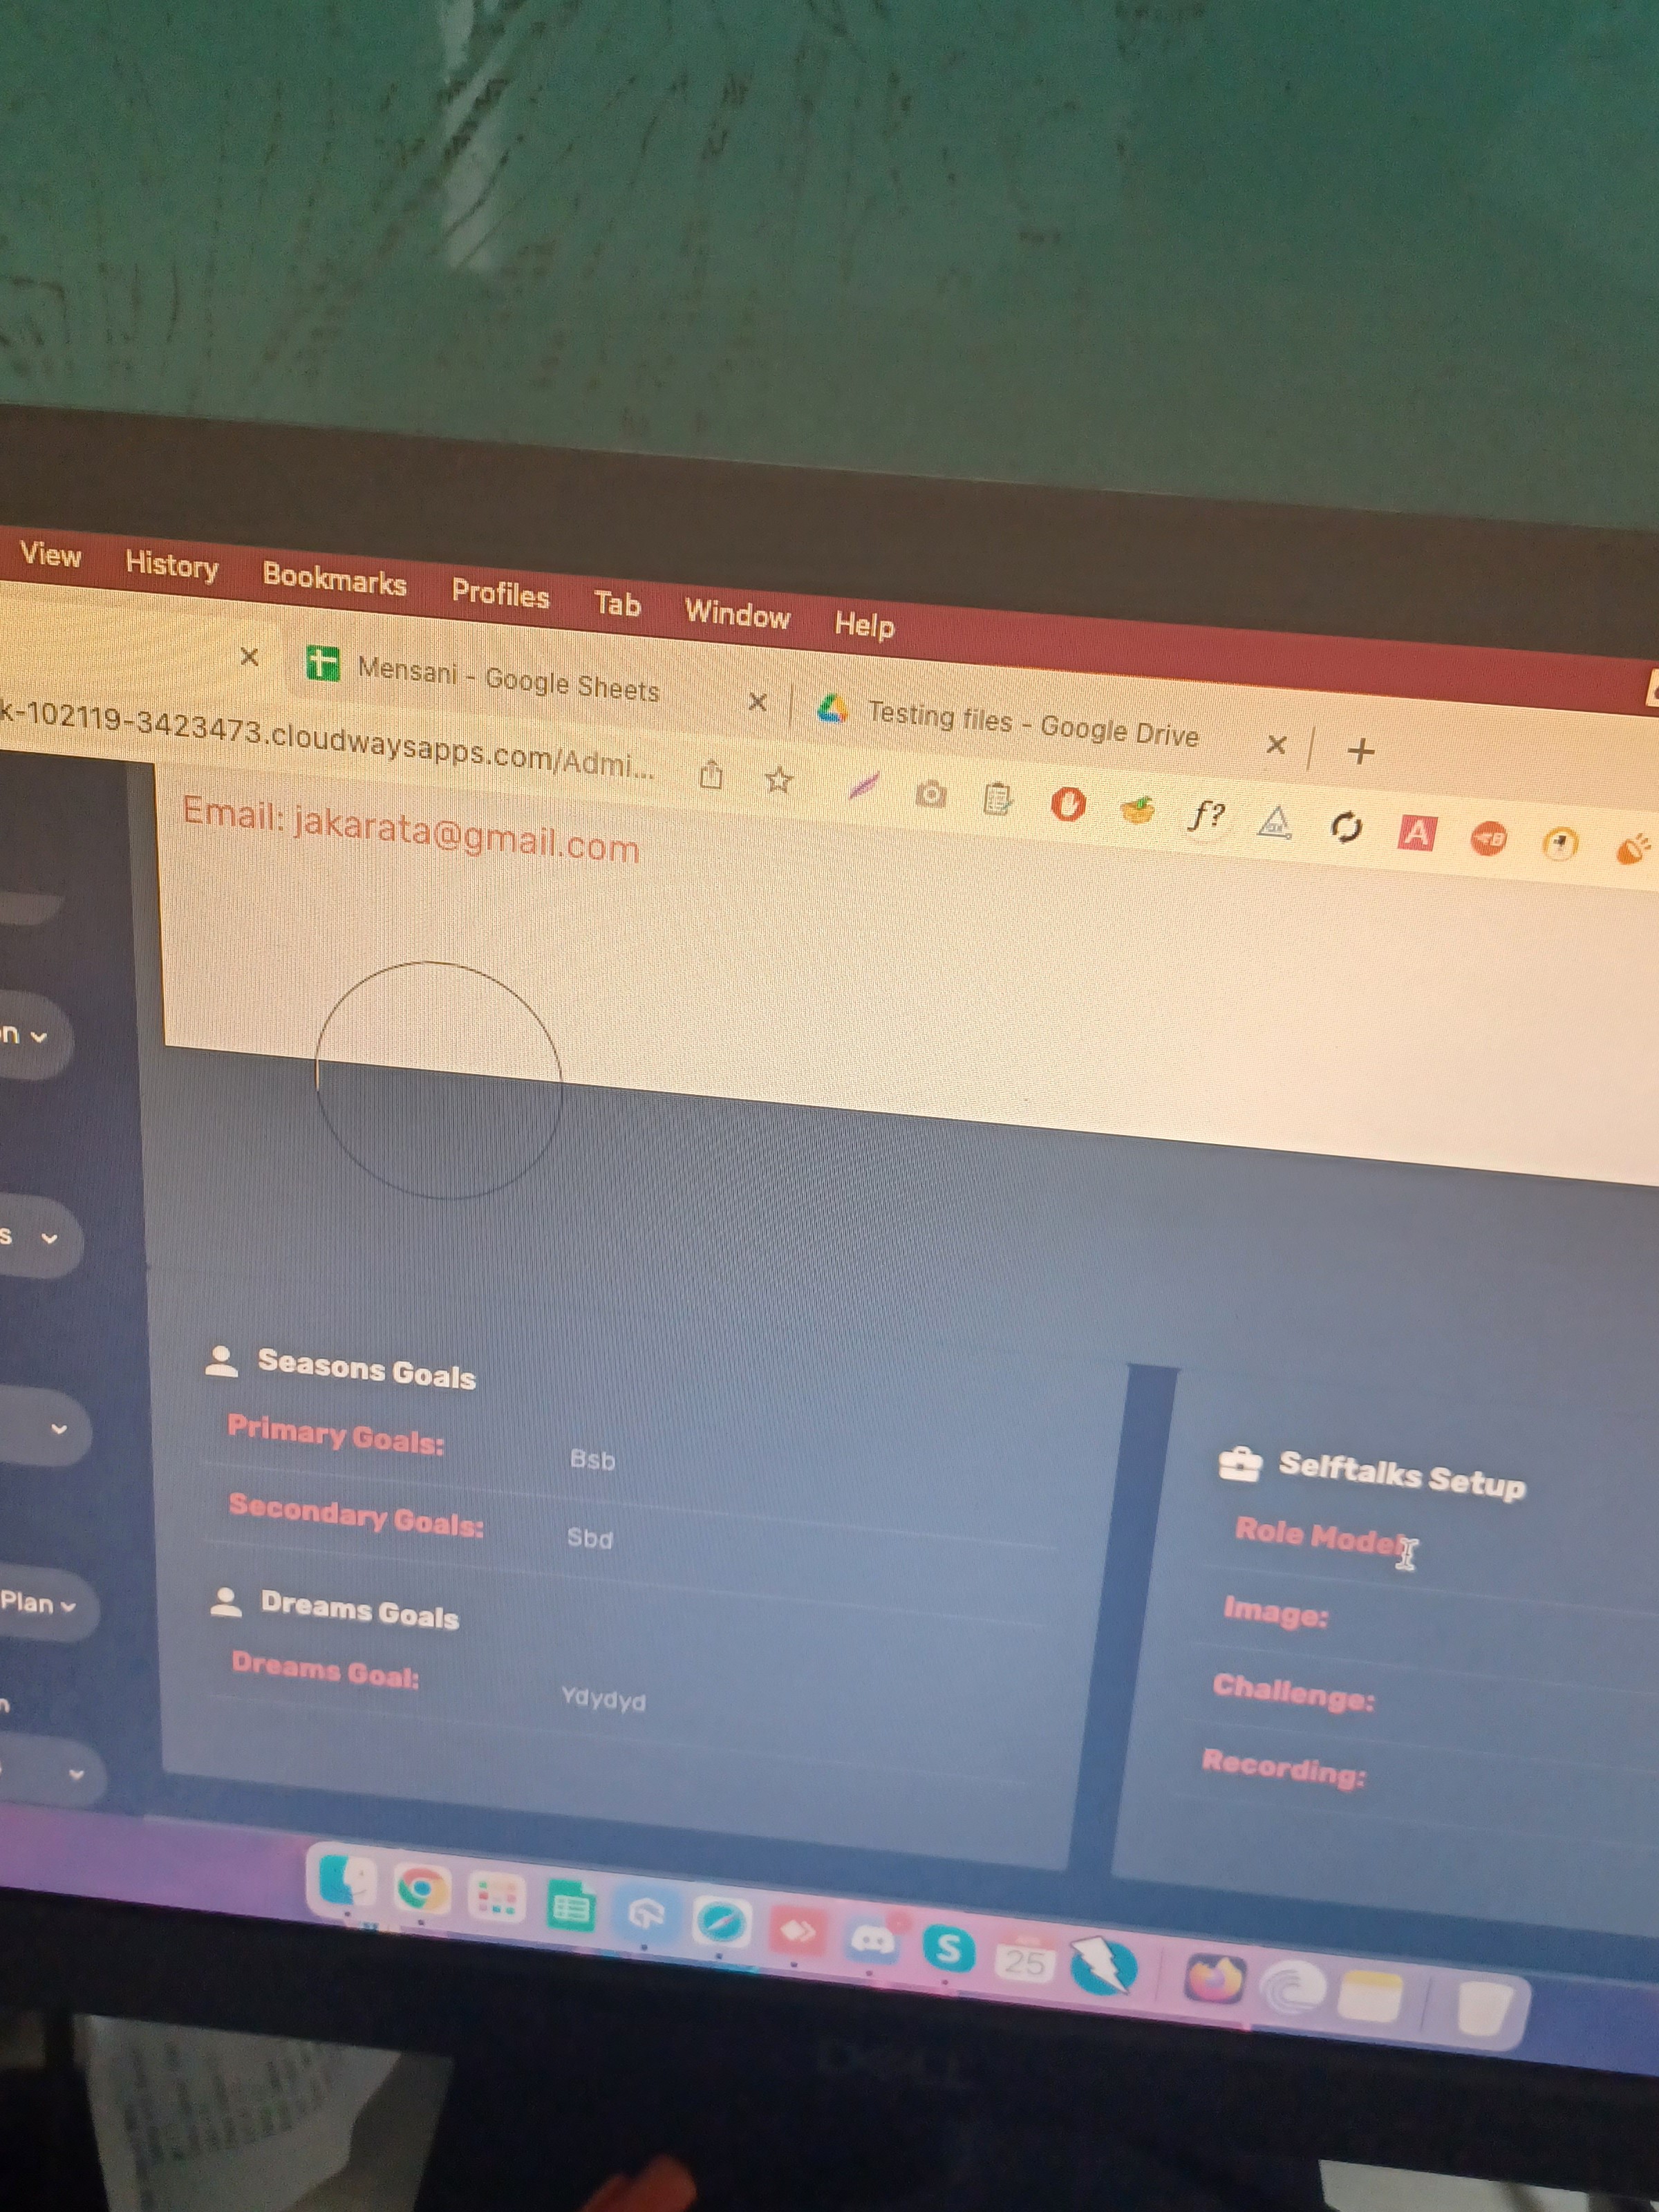 View History Bookmarks Profiles Tab Window Help
Mensani - Google Sheets
Testing files - Google Drive
k-102119-3423473.cloudwaysapps.com/Admi...
f?
A
Email: jakarata@gmail.com
n
s
Seasons Goals
Primary Goals: Bsb
Secondary Goals: Sbd
Dreams Goals
Dreams Goal: Ydydyd
Selftalks Setup
Role Model
Image:
Challenge:
Recording:
Plan
S
25
DELL